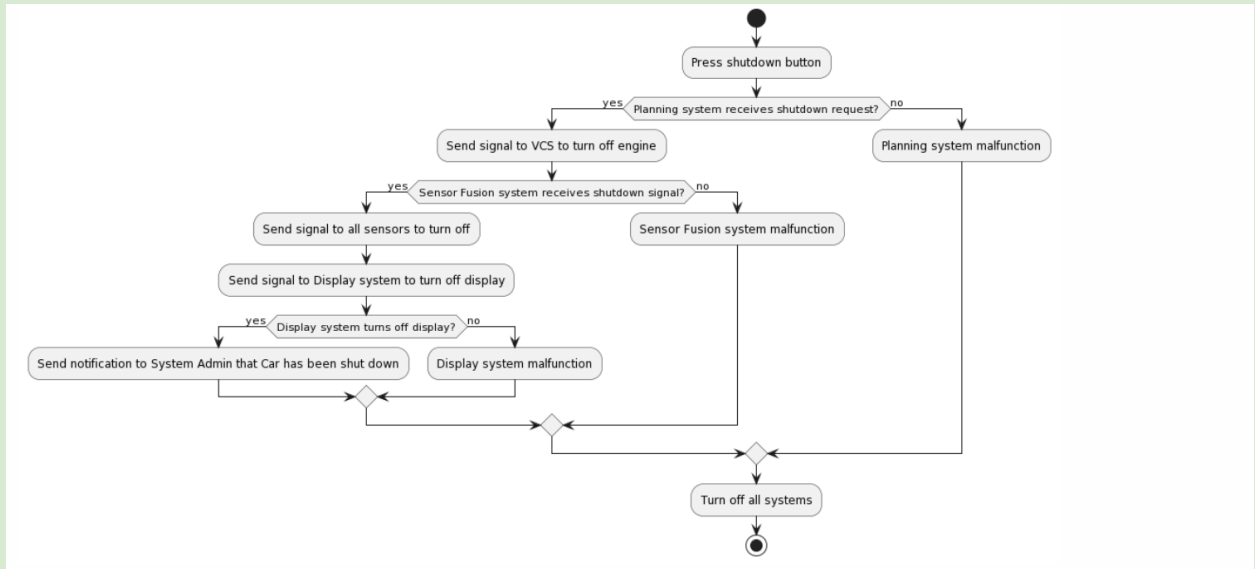 Press shutdown button
yes
Planning system receives shutdown request?
no
Send signal to VCS to turn off engine
Planning system malfunction
yes
Sensor Fusion system receives shutdown signal?
no
Send signal to all sensors to turn off
Sensor Fusion system malfunction
Send signal to Display system to turn off display
yes
Display system turns off display?
no
Send notification to System Admin that Car has been shut down
Display system malfunction
Turn off all systems